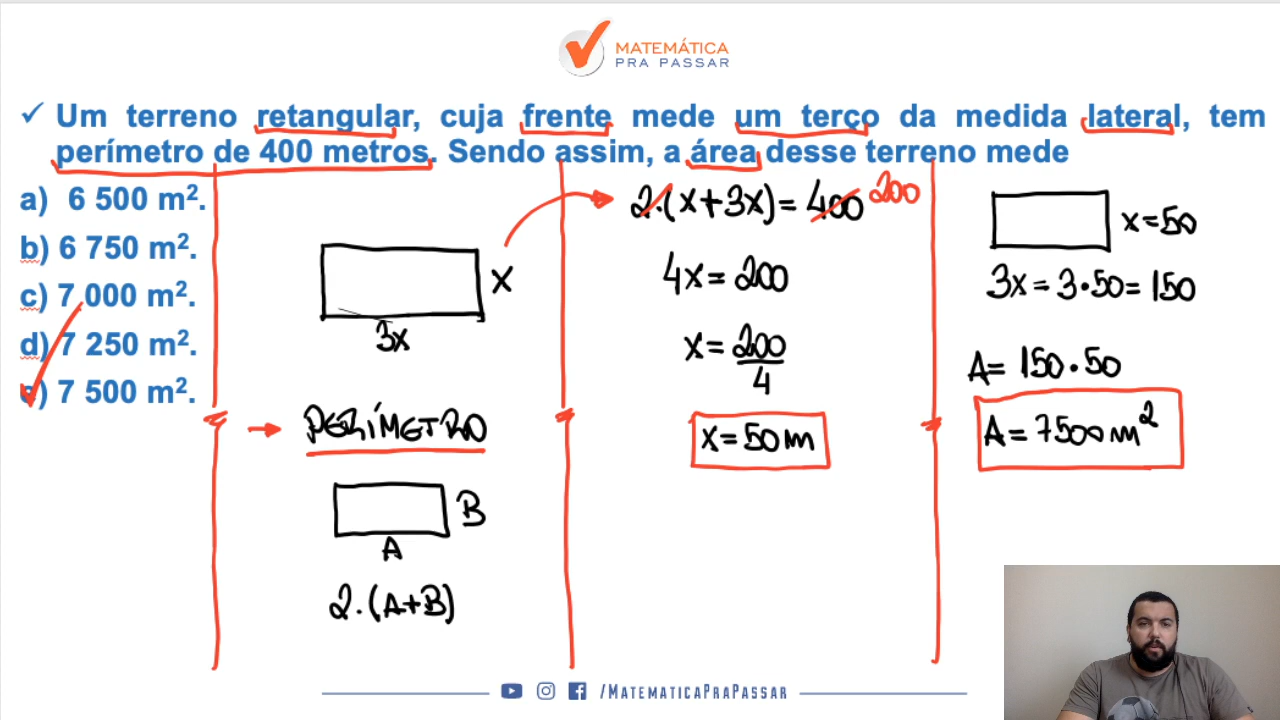 MATEMÁTICA
PRA PASSAR
✓ Um terreno retangular, cuja frente mede um terço da medida lateral, tem
perímetro de 400 metros. Sendo assim, a área desse terreno mede
a) 6 500 m².
b) 6 750 m².
c) 7 000 m².
d) 7 250 m².
e) 7 500 m².
x
3x
→ PERÍMETRO
B
A
2.(A+B)
2.(x+3x)=400 200
4x=200
x=200/4
x=50m
x=50
3x=3•50=150
A=150•50
A=7500m²
/MATEMATICAPRAPASSAR